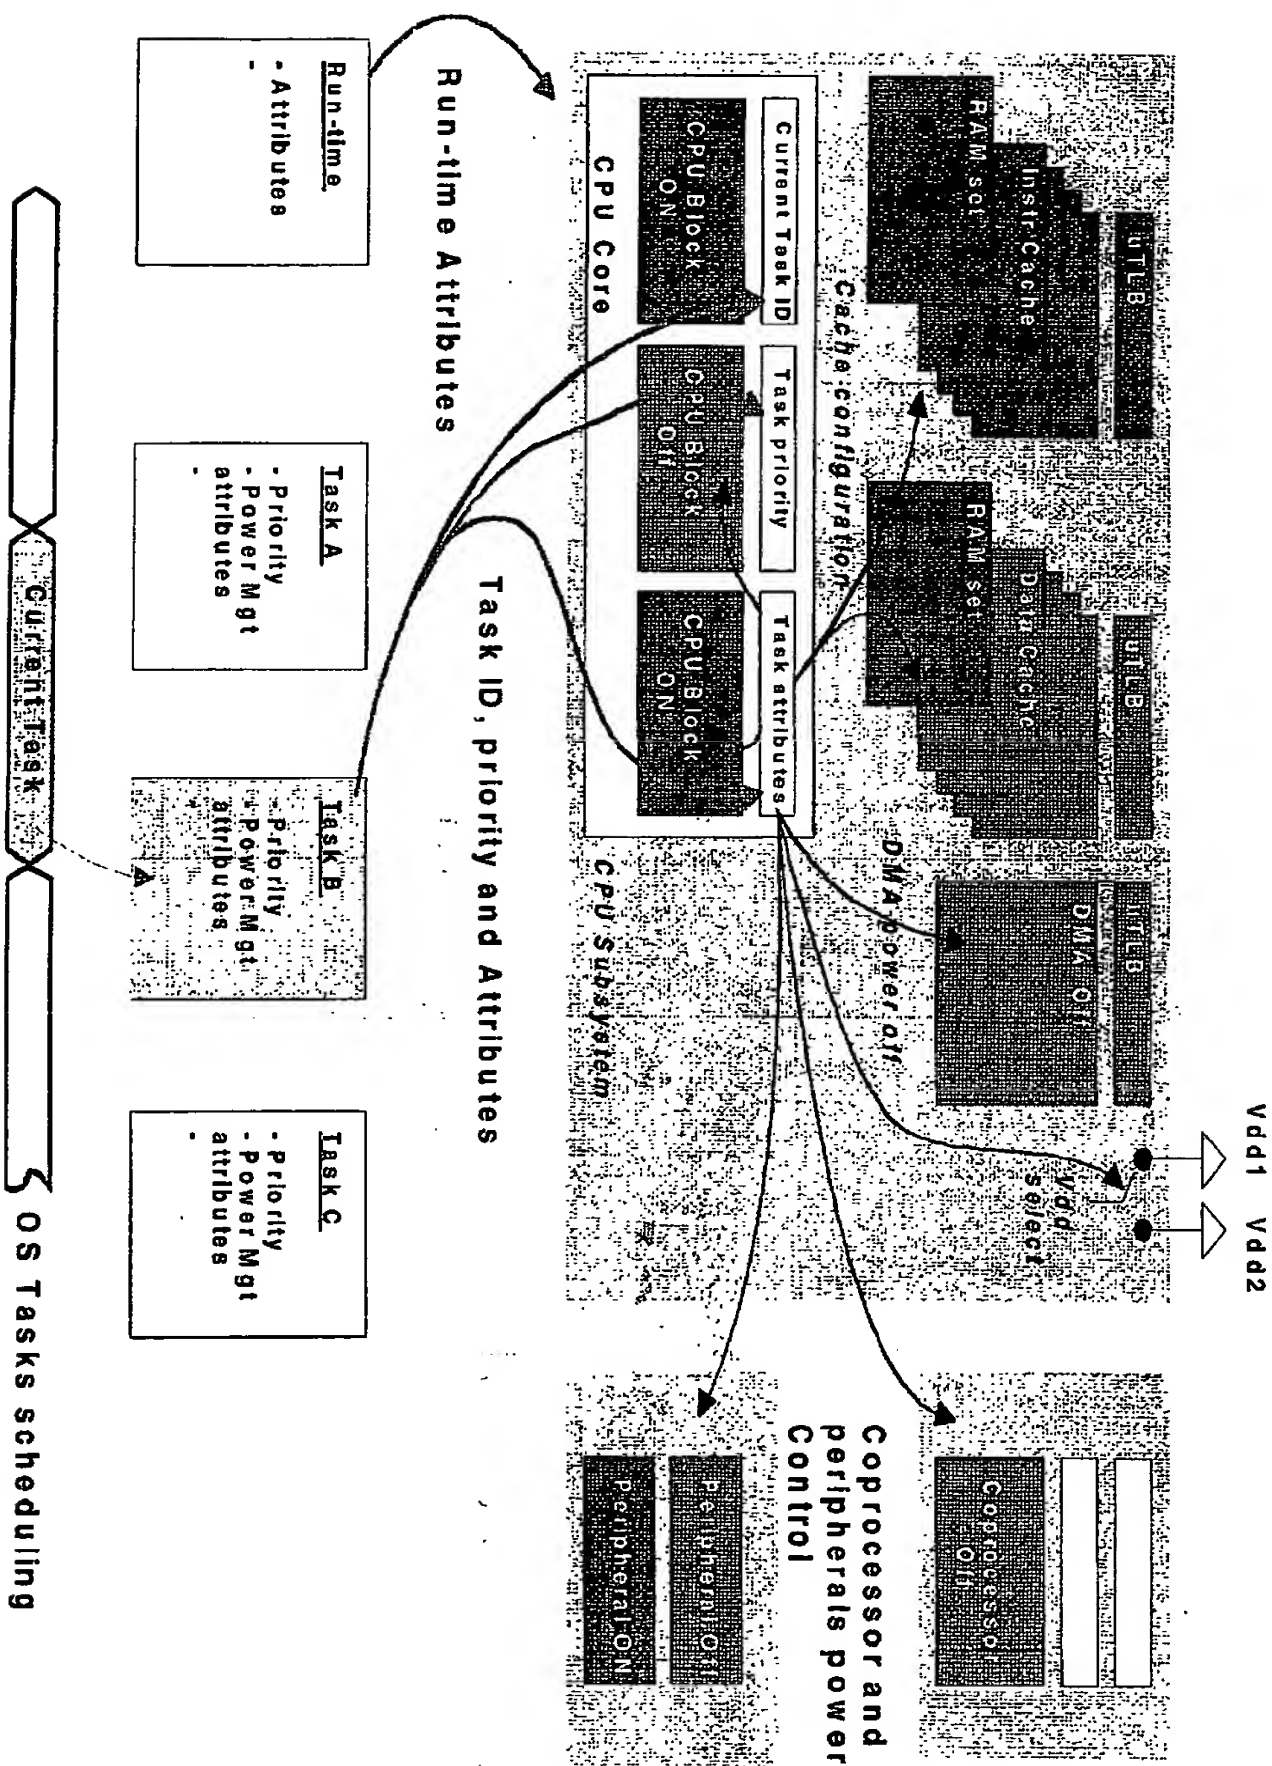 Vdd1 Vdd2
uTLB
Instr Cache
RAM set
uTLB
Data Cache
RAM set
uTLB
DMA Off
Vdd
select
Cache configuration
DMA power off
Current Task ID
Task priority
Task attributes
CPU Block
ON
CPU Block
Off
CPU Block
ON
CPU Core
CPU Subsystem
Coprocessor
Off
Coprocessor and
peripherals power
Control
Peripheral Off
Peripheral ON
Run-time Attributes
Task ID, priority and Attributes
Run-time
- Attributes
-
Task A
- Priority
- Power Mgt
attributes
-
Task B
- Priority
- Power Mgt
attributes
Task C
- Priority
- Power Mgt
attributes
-
Current Task
OS Tasks scheduling